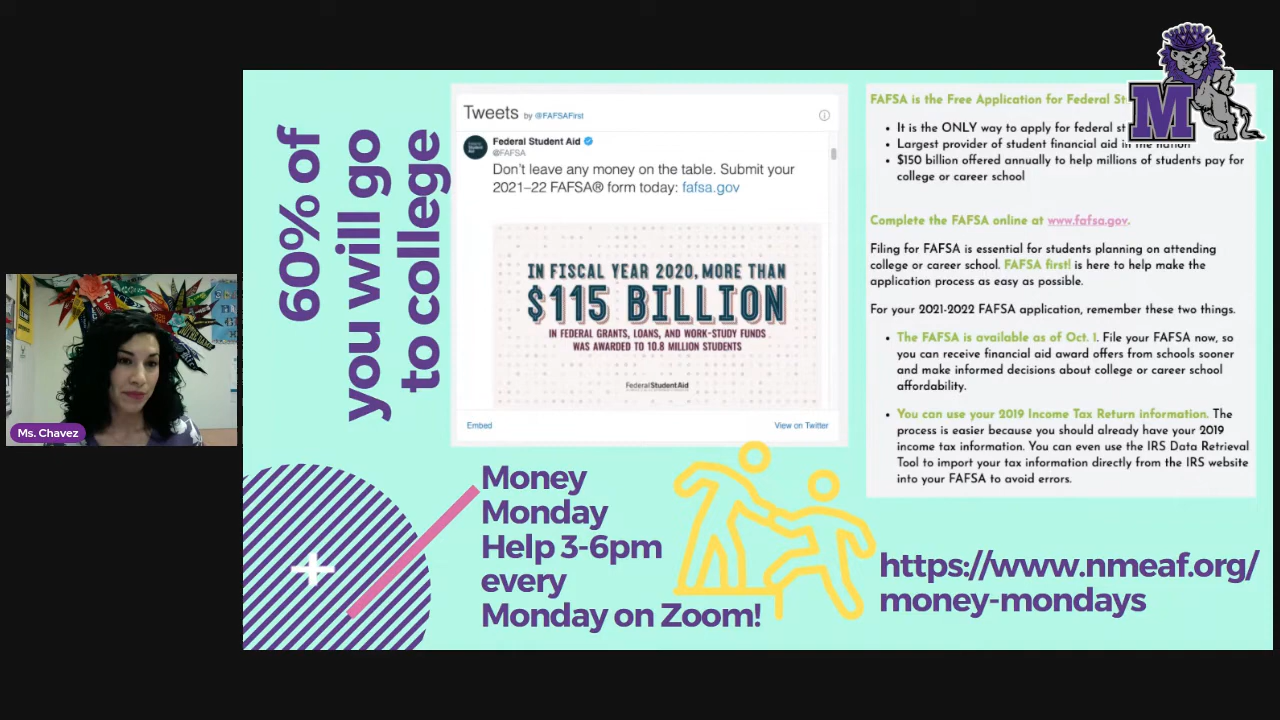 60% of
you will go
to college
Tweets by @FAFSAFirst
Federal Student Aid
@FAFSA
Don't leave any money on the table. Submit your
2021–22 FAFSA® form today: fafsa.gov
IN FISCAL YEAR 2020, MORE THAN
$115 BILLION
IN FEDERAL GRANTS, LOANS, AND WORK-STUDY FUNDS
WAS AWARDED TO 10.8 MILLION STUDENTS
Federal Student Aid
Embed
View on Twitter
FAFSA is the Free Application for Federal
M
• It is the ONLY way to apply for federal
• Largest provider of student financial aid in the nation
• $150 billion offered annually to help millions of students pay for
college or career school
Complete the FAFSA online at www.fafsa.gov.
Filing for FAFSA is essential for students planning on attending
college or career school. FAFSA first! is here to help make the
application process as easy as possible.
For your 2021-2022 FAFSA application, remember these two things.
• The FAFSA is available as of Oct. 1. File your FAFSA now, so
you can receive financial aid award offers from schools sooner
and make informed decisions about college or career school
affordability.
• You can use your 2019 Income Tax Return information. The
process is easier because you should already have your 2019
income tax information. You can even use the IRS Data Retrieval
Tool to import your tax information directly from the IRS website
into your FAFSA to avoid errors.
Ms. Chavez
Money
Monday
Help 3-6pm
every
Monday on Zoom!
https://www.nmeaf.org/
money-mondays